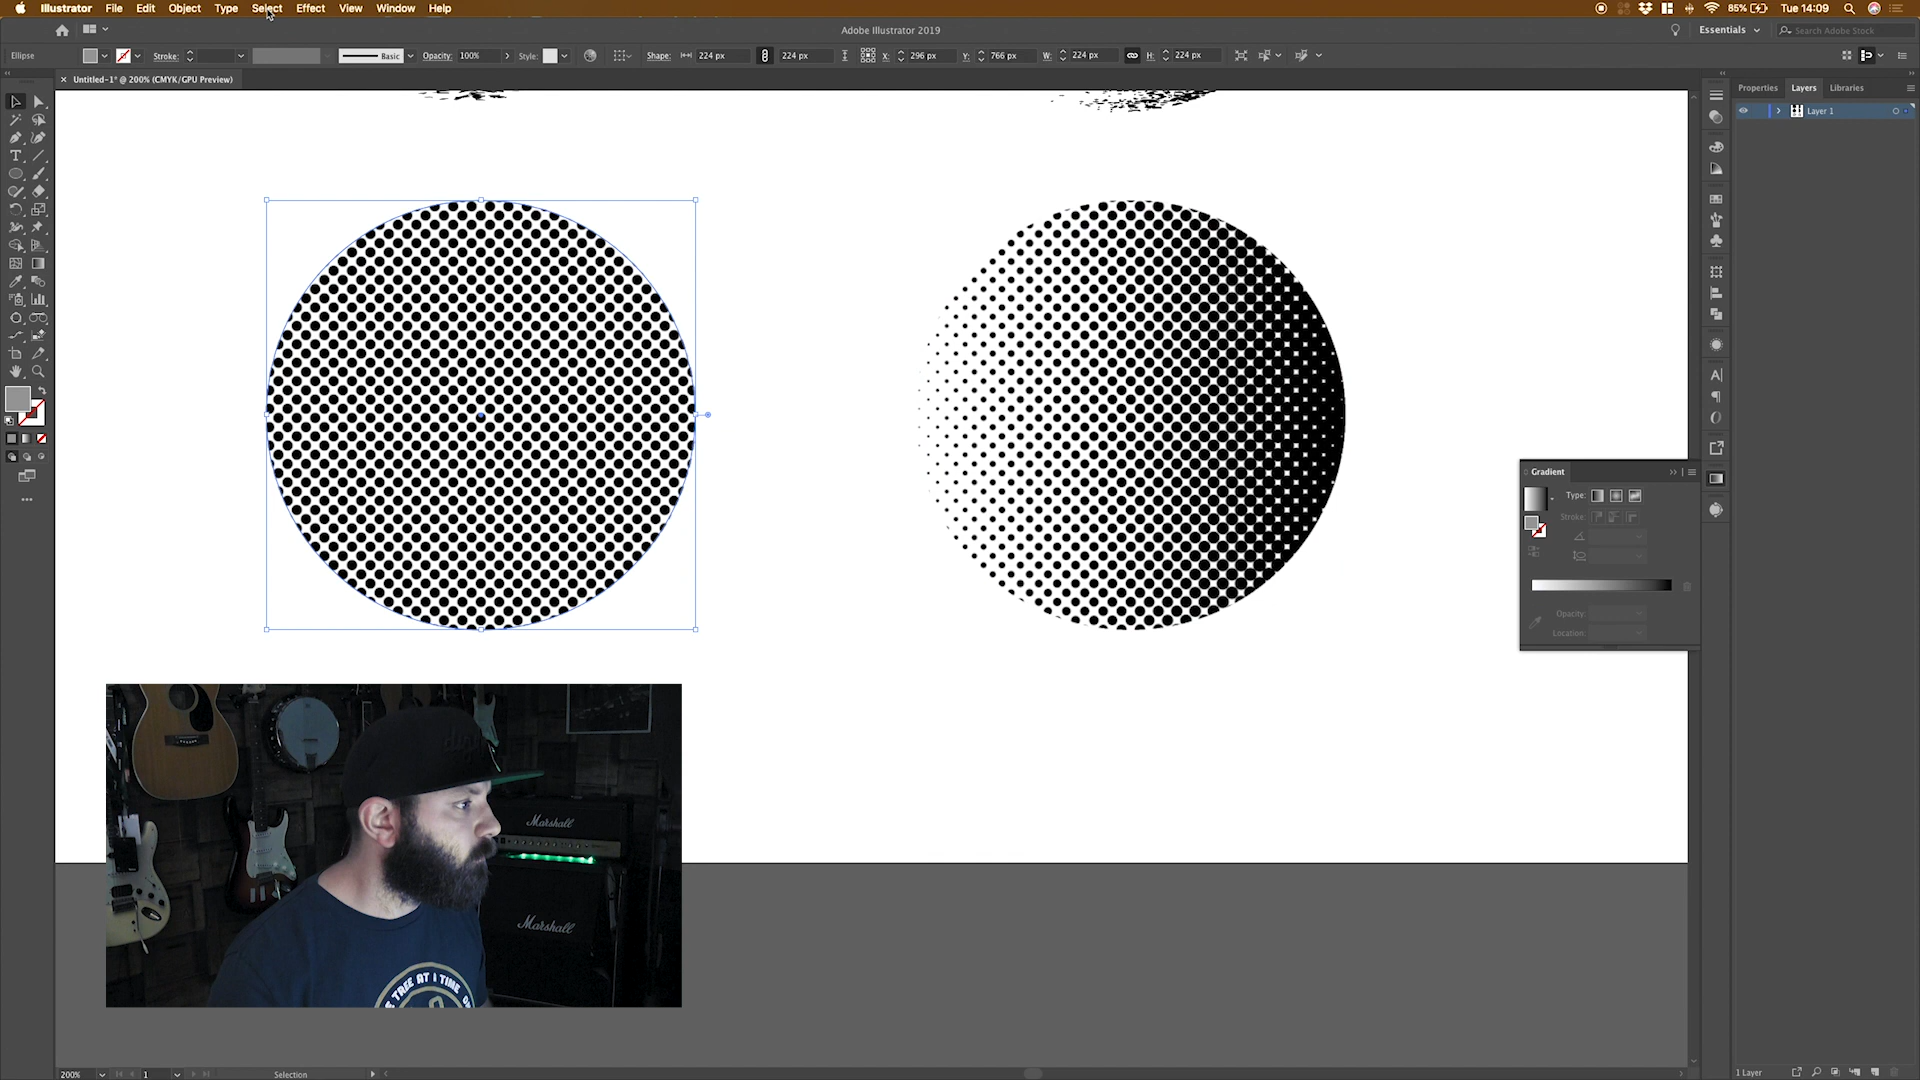 Illustrator File Edit Object Type Select Effect View Window Help
85% Tue 14:09
Adobe Illustrator 2019
Essentials
Search Adobe Stock
Ellipse Stroke: Basic Opacity: 100% Style: Shape: 224 px 224 px X: 296 px Y: 766 px W: 224 px H: 224 px
Untitled-1* @ 200% (CMYK/GPU Preview)
Properties Layers Libraries
Layer 1
Gradient
Type:
Stroke:
Opacity:
Location:
Marshall
Marshall
TREE AT A TIME
200% 1 Selection
1 Layer